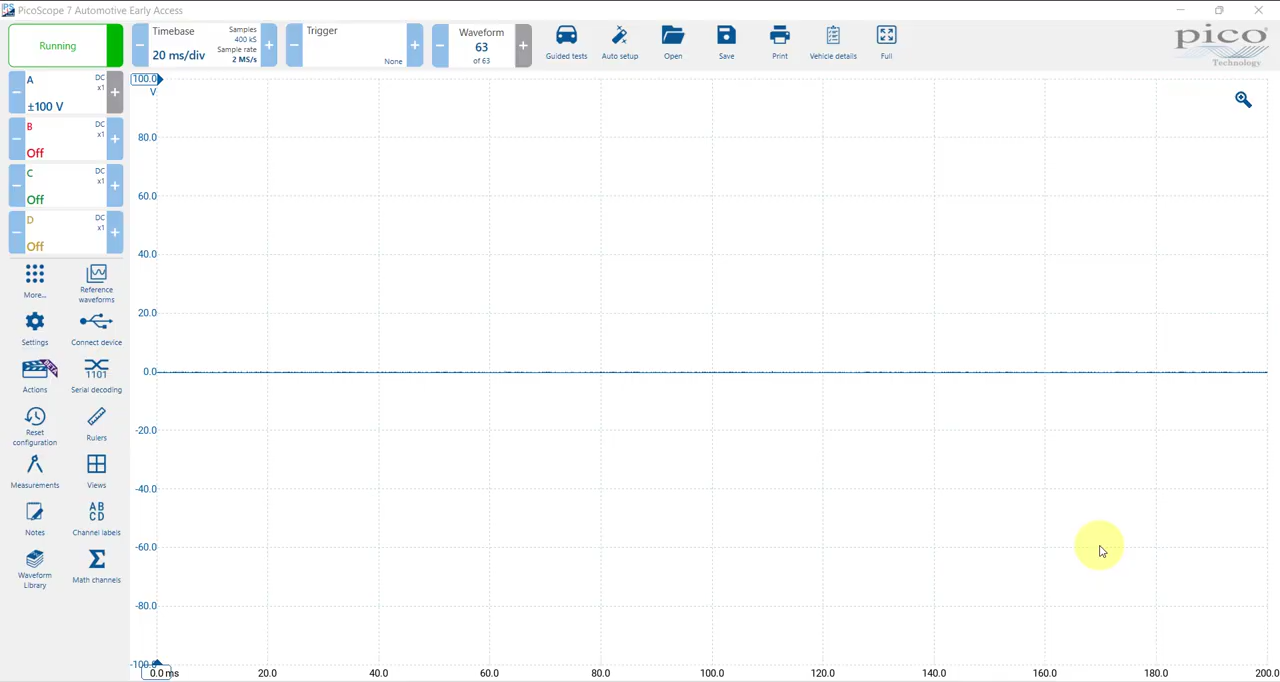 PicoScope 7 Automotive Early Access
Running
Timebase
20 ms/div
Samples
400 kS
Sample rate
2 MS/s
Trigger
None
Waveform
63
of 63
Guided tests
Auto setup
Open
Save
Print
Vehicle details
Full
pico
Technology
A
DC
x1
±100 V
B
DC
x1
Off
C
DC
x1
Off
D
DC
x1
Off
More...
Reference
waveforms
Settings
Connect device
BETA
Actions
1101
Serial decoding
Reset
configuration
Rulers
Measurements
Views
Notes
AB
CD
Channel labels
Waveform
Library
Math channels
100.0
V
80.0
60.0
40.0
20.0
0.0
-20.0
-40.0
-60.0
-80.0
-100.0
0.0 ms
20.0
40.0
60.0
80.0
100.0
120.0
140.0
160.0
180.0
200.0